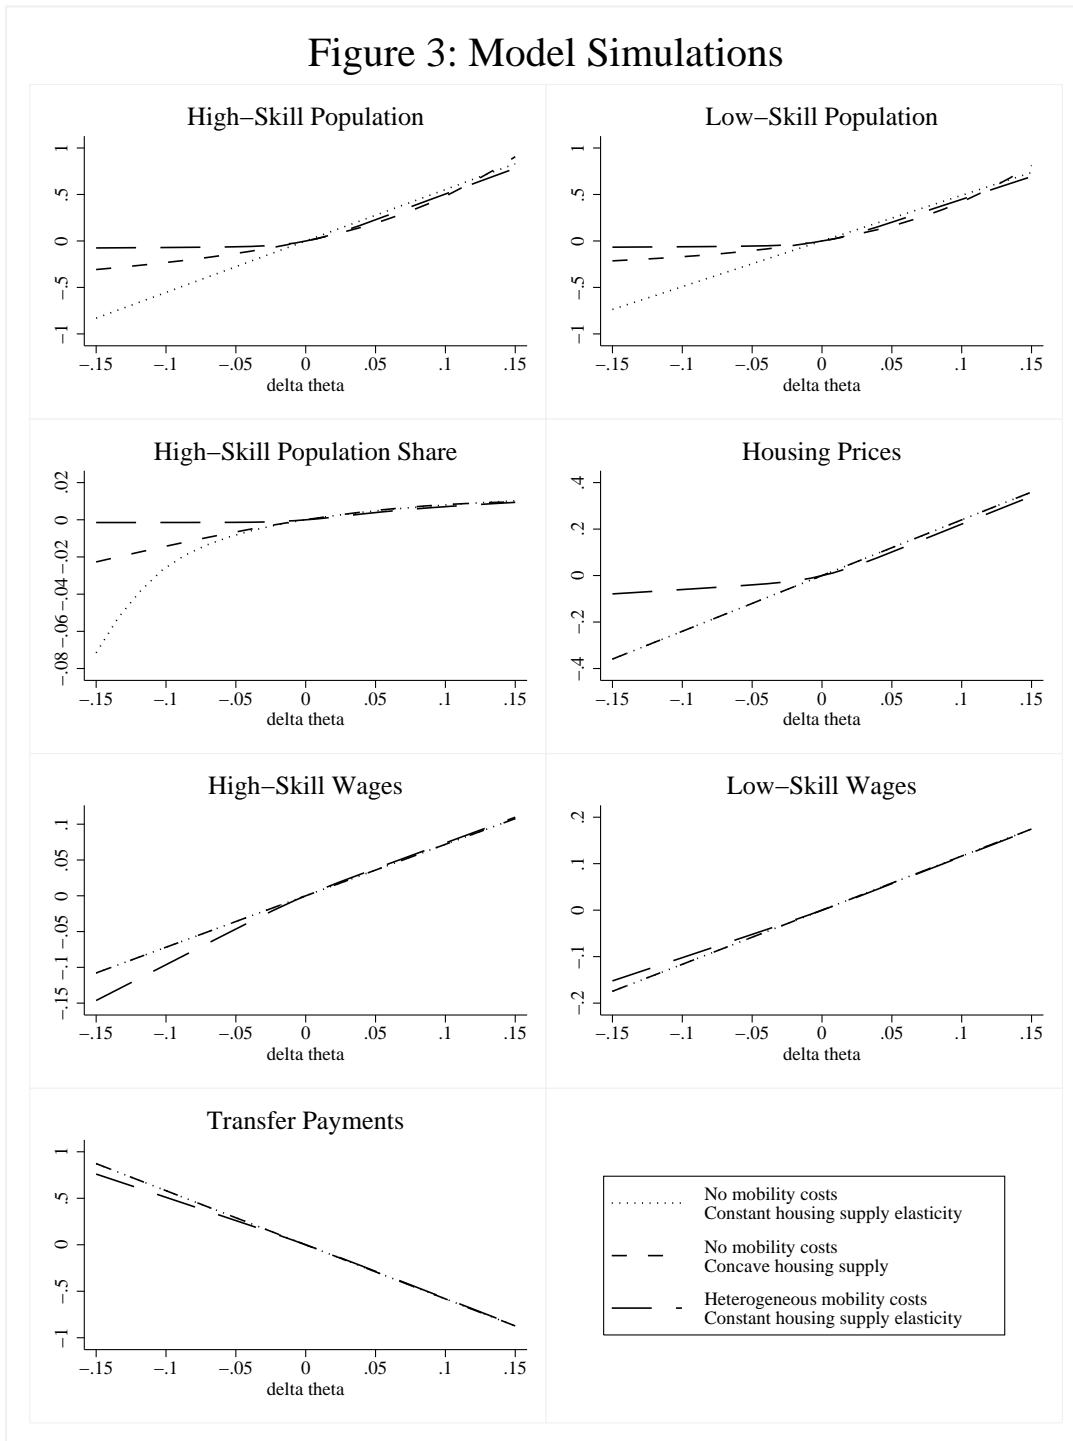 Figure 3: Model Simulations
High−Skill Population
1
.5
0
−.5
−1
−.15 −.1 −.05 0 .05 .1 .15
delta theta
Low−Skill Population
1
.5
0
−.5
−1
−.15 −.1 −.05 0 .05 .1 .15
delta theta
High−Skill Population Share
.02
0
−.02
−.04
−.06
−.08
−.15 −.1 −.05 0 .05 .1 .15
delta theta
Housing Prices
.4
.2
0
−.2
−.4
−.15 −.1 −.05 0 .05 .1 .15
delta theta
High−Skill Wages
.1
.05
0
−.05
−.1
−.15
−.15 −.1 −.05 0 .05 .1 .15
delta theta
Low−Skill Wages
.2
.1
0
−.1
−.2
−.15 −.1 −.05 0 .05 .1 .15
delta theta
Transfer Payments
1
.5
0
−.5
−1
−.15 −.1 −.05 0 .05 .1 .15
delta theta
No mobility costs
Constant housing supply elasticity
No mobility costs
Concave housing supply
Heterogeneous mobility costs
Constant housing supply elasticity